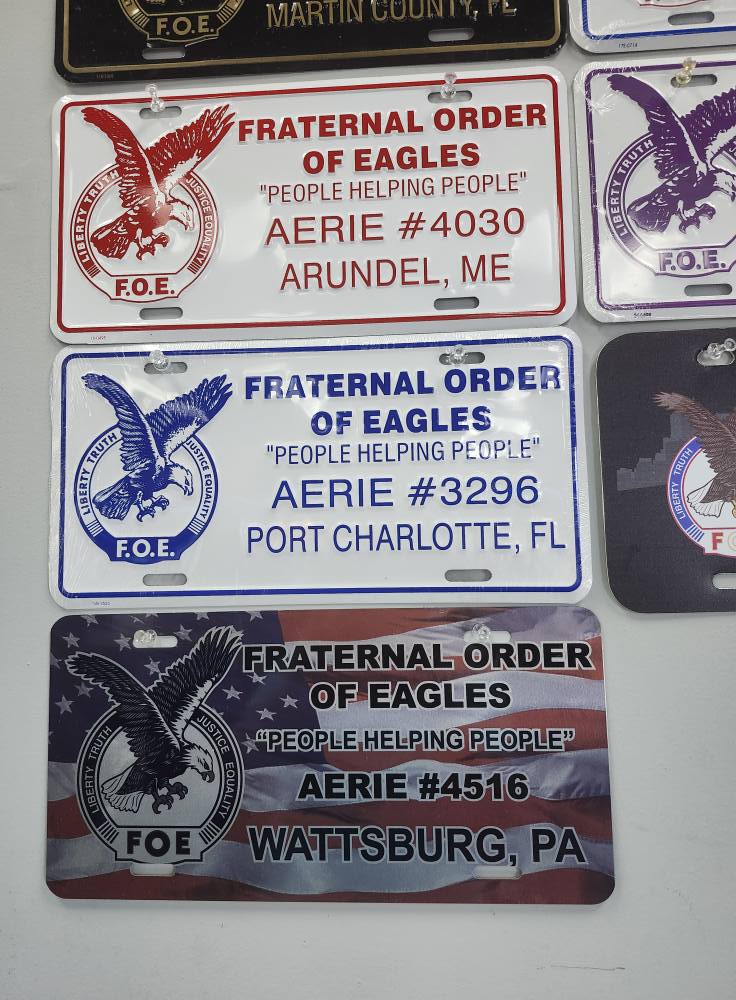 F.O.E.
MARTIN COUNTY, FL
LIBERTY TRUTH
JUSTICE EQUALITY
F.O.E.
FRATERNAL ORDER
OF EAGLES
"PEOPLE HELPING PEOPLE"
AERIE #4030
ARUNDEL, ME
LIBERTY TRUTH
F.O.E.
LIBERTY TRUTH
JUSTICE EQUALITY
F.O.E.
FRATERNAL ORDER
OF EAGLES
"PEOPLE HELPING PEOPLE"
AERIE #3296
PORT CHARLOTTE, FL
LIBERTY TRUTH
F
LIBERTY TRUTH
JUSTICE EQUALITY
FOE
FRATERNAL ORDER
OF EAGLES
“PEOPLE HELPING PEOPLE”
AERIE #4516
WATTSBURG, PA